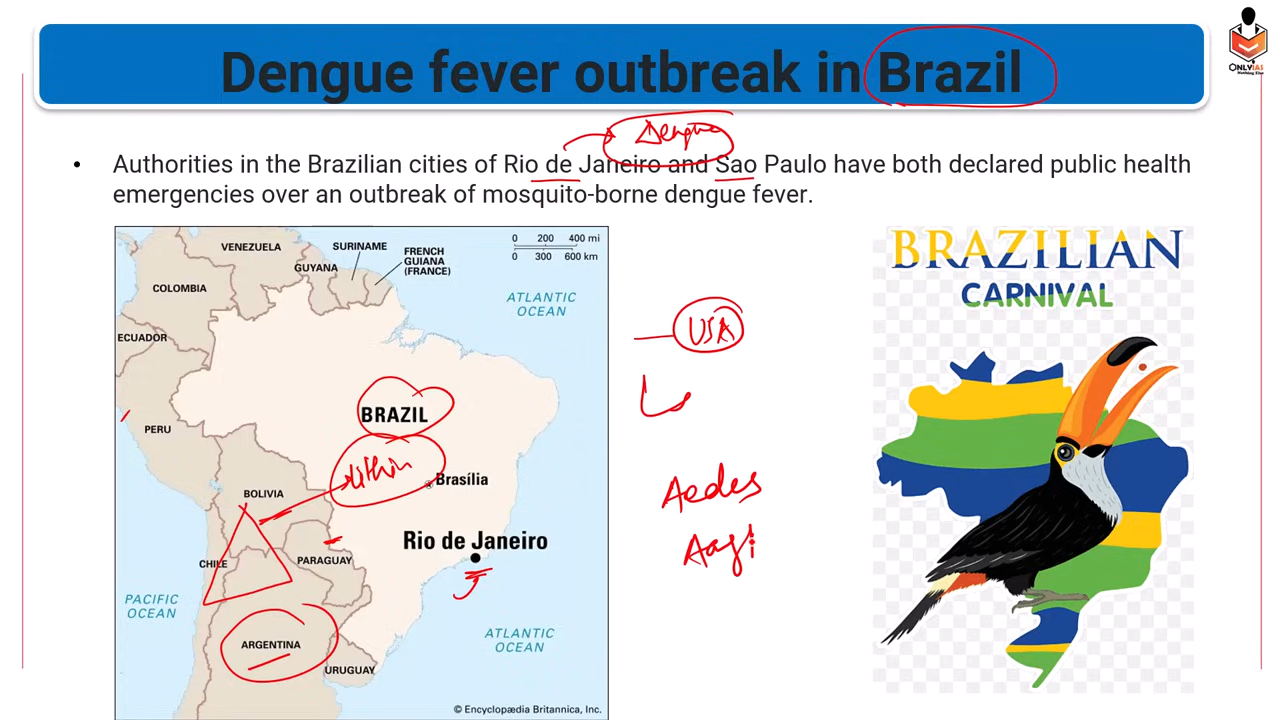 Dengue fever outbreak in Brazil
ONLYIAS
Nothing Else
Dengue
• Authorities in the Brazilian cities of Rio de Janeiro and Sao Paulo have both declared public health
emergencies over an outbreak of mosquito-borne dengue fever.
VENEZUELA
SURINAME
GUYANA
FRENCH
GUIANA
(FRANCE)
0 200 400 mi
0 300 600 km
COLOMBIA
ATLANTIC
OCEAN
ECUADOR
BRAZIL
PERU
Lithium
Brasília
BOLIVIA
Rio de Janeiro
PARAGUAY
CHILE
PACIFIC
OCEAN
ATLANTIC
OCEAN
ARGENTINA
URUGUAY
© Encyclopædia Britannica, Inc.
USA
Aedes
BRAZILIAN
CARNIVAL